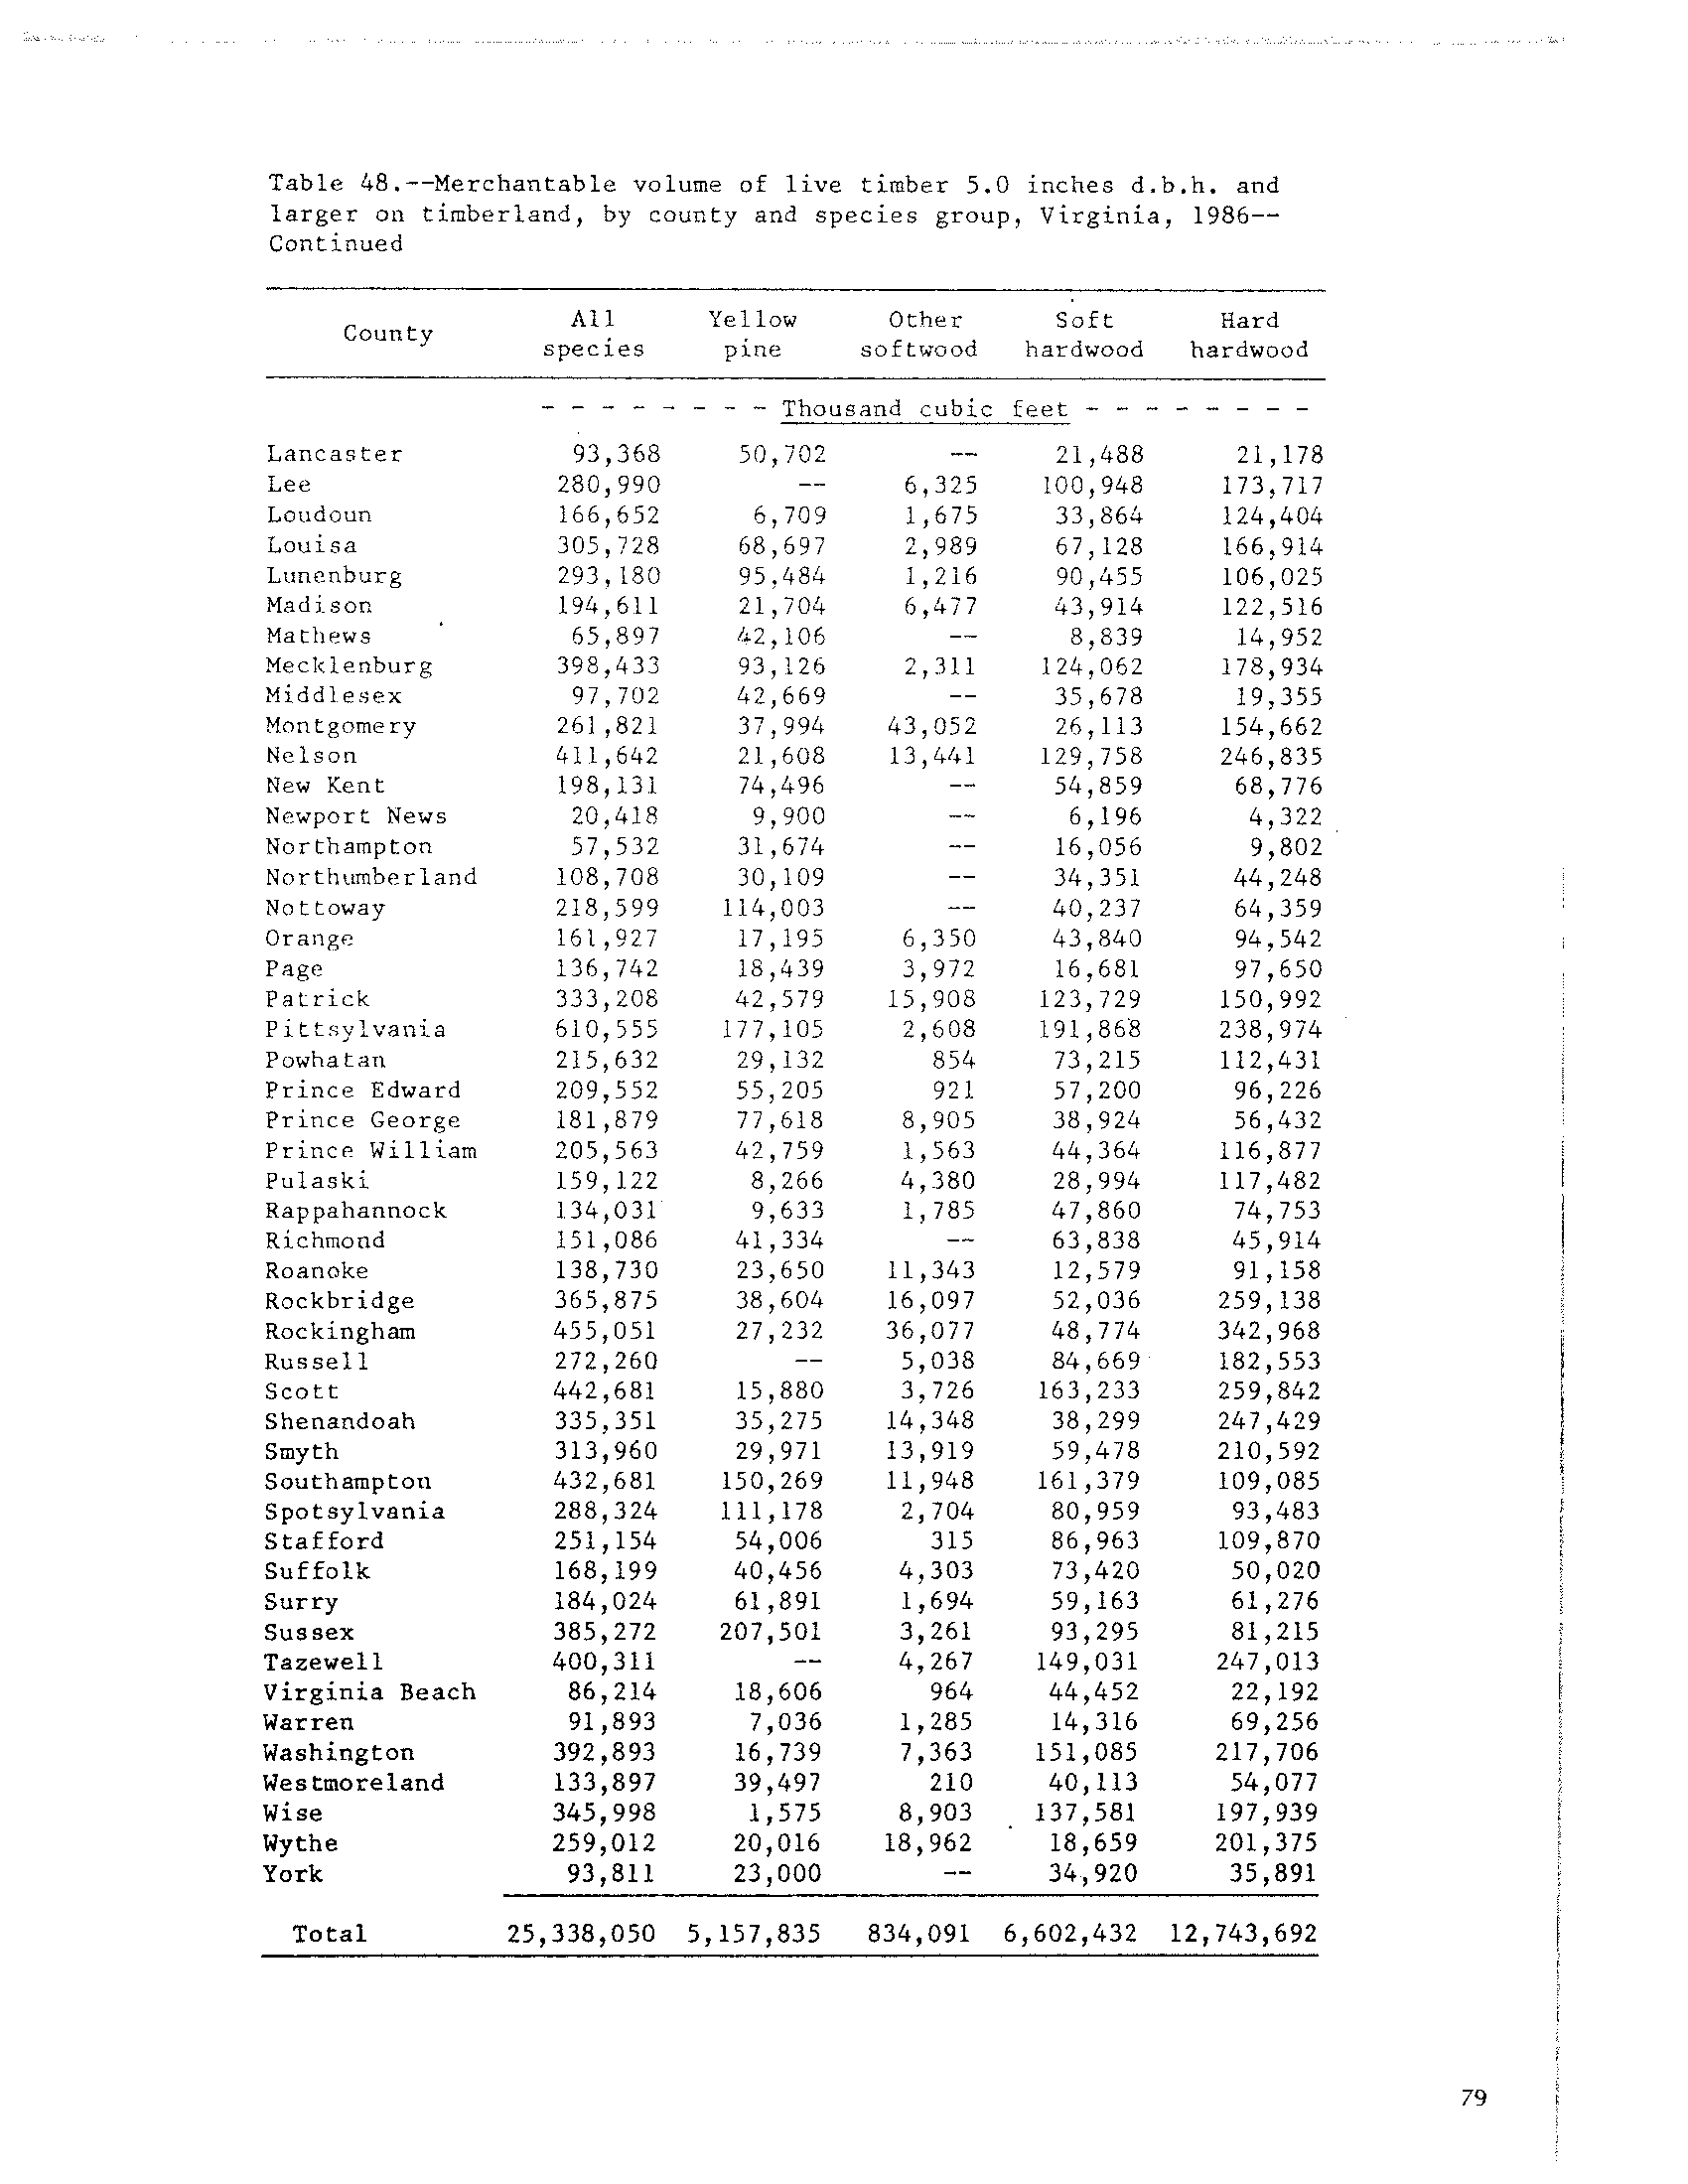 Table 48.--Merchantable volume of live timber 5.0 inches d.b.h. and
larger on timberland, by county and species group, Virginia, 1986--
Continued
County All species Yellow pine Other softwood Soft hardwood Hard hardwood
- - - - - - - - Thousand cubic feet - - - - - - - -
Lancaster 93,368 50,702 -- 21,488 21,178
Lee 280,990 -- 6,325 100,948 173,717
Loudoun 166,652 6,709 1,675 33,864 124,404
Louisa 305,728 68,697 2,989 67,128 166,914
Lunenburg 293,180 95,484 1,216 90,455 106,025
Madison 194,611 21,704 6,477 43,914 122,516
Mathews 65,897 42,106 -- 8,839 14,952
Mecklenburg 398,433 93,126 2,311 124,062 178,934
Middlesex 97,702 42,669 -- 35,678 19,355
Montgomery 261,821 37,994 43,052 26,113 154,662
Nelson 411,642 21,608 13,441 129,758 246,835
New Kent 198,131 74,496 -- 54,859 68,776
Newport News 20,418 9,900 -- 6,196 4,322
Northampton 57,532 31,674 -- 16,056 9,802
Northumberland 108,708 30,109 -- 34,351 44,248
Nottoway 218,599 114,003 -- 40,237 64,359
Orange 161,927 17,195 6,350 43,840 94,542
Page 136,742 18,439 3,972 16,681 97,650
Patrick 333,208 42,579 15,908 123,729 150,992
Pittsylvania 610,555 177,105 2,608 191,868 238,974
Powhatan 215,632 29,132 854 73,215 112,431
Prince Edward 209,552 55,205 921 57,200 96,226
Prince George 181,879 77,618 8,905 38,924 56,432
Prince William 205,563 42,759 1,563 44,364 116,877
Pulaski 159,122 8,266 4,380 28,994 117,482
Rappahannock 134,031 9,633 1,785 47,860 74,753
Richmond 151,086 41,334 -- 63,838 45,914
Roanoke 138,730 23,650 11,343 12,579 91,158
Rockbridge 365,875 38,604 16,097 52,036 259,138
Rockingham 455,051 27,232 36,077 48,774 342,968
Russell 272,260 -- 5,038 84,669 182,553
Scott 442,681 15,880 3,726 163,233 259,842
Shenandoah 335,351 35,275 14,348 38,299 247,429
Smyth 313,960 29,971 13,919 59,478 210,592
Southampton 432,681 150,269 11,948 161,379 109,085
Spotsylvania 288,324 111,178 2,704 80,959 93,483
Stafford 251,154 54,006 315 86,963 109,870
Suffolk 168,199 40,456 4,303 73,420 50,020
Surry 184,024 61,891 1,694 59,163 61,276
Sussex 385,272 207,501 3,261 93,295 81,215
Tazewell 400,311 -- 4,267 149,031 247,013
Virginia Beach 86,214 18,606 964 44,452 22,192
Warren 91,893 7,036 1,285 14,316 69,256
Washington 392,893 16,739 7,363 151,085 217,706
Westmoreland 133,897 39,497 210 40,113 54,077
Wise 345,998 1,575 8,903 137,581 197,939
Wythe 259,012 20,016 18,962 18,659 201,375
York 93,811 23,000 -- 34,920 35,891
Total 25,338,050 5,157,835 834,091 6,602,432 12,743,692
79